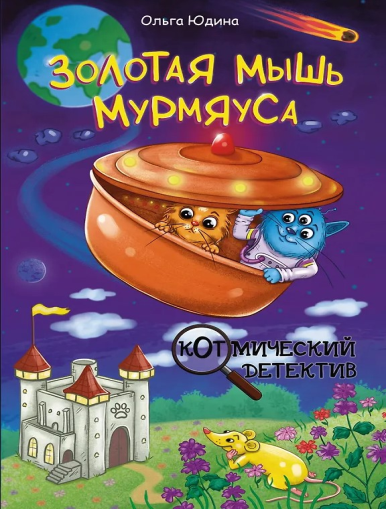 Ольга Юдина
ЗОЛОТАЯ МЫШЬ
МУРМЯУСА
КОТМИЧЕСКИЙ
ДЕТЕКТИВ